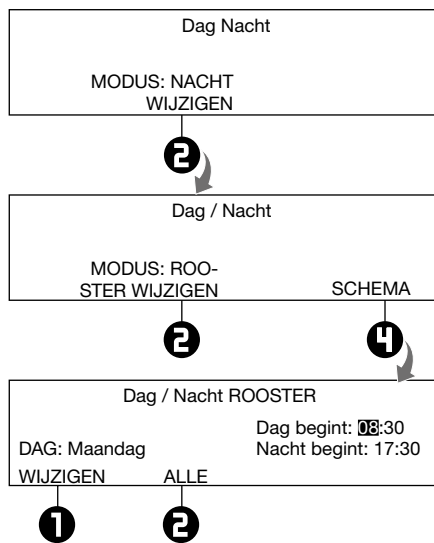 Dag Nacht
MODUS: NACHT
WIJZIGEN
2
Dag / Nacht
MODUS: ROO-
STER WIJZIGEN
SCHEMA
2
4
Dag / Nacht ROOSTER
Dag begint: 08:30
DAG: Maandag
Nacht begint: 17:30
WIJZIGEN
ALLE
1
2